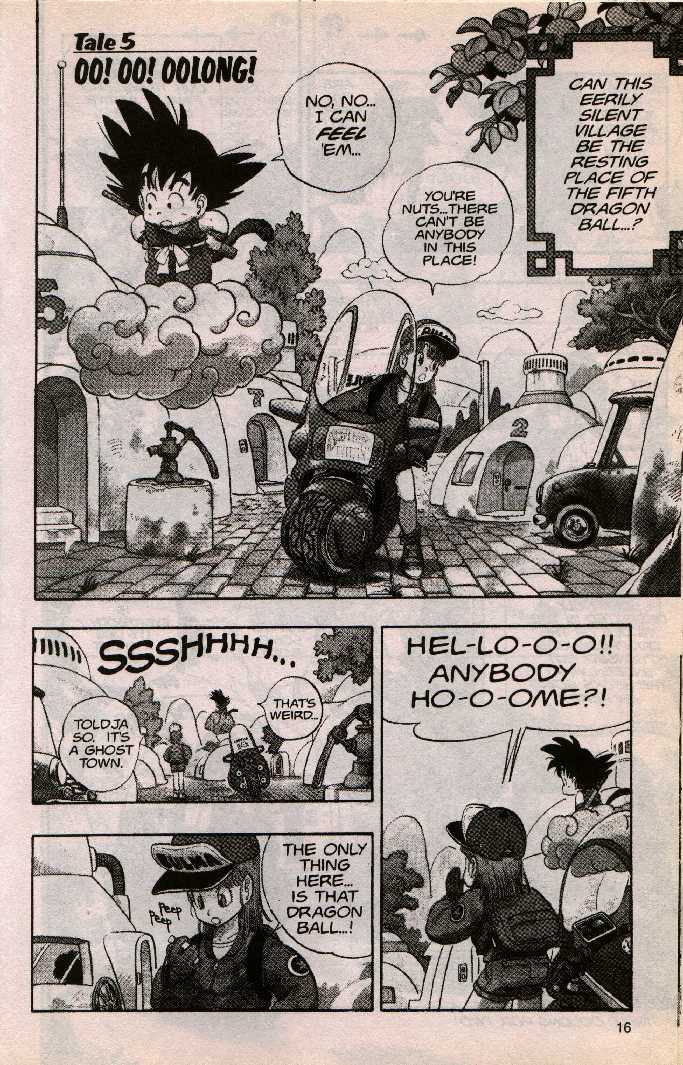 Tale 5
OO! OO! OOLONG!
CAN THIS
EERILY
SILENT
VILLAGE
BE THE
RESTING
PLACE OF
THE FIFTH
DRAGON
BALL...?
YOU'RE
NUTS...THERE
CAN'T BE
ANYBODY
IN THIS
PLACE!
NO, NO...
I CAN
FEEL
'EM...
7
2
HEL-LO-O-O!!
ANYBODY
HO-O-OME?!
SSSHHHH...
THAT'S
WEIRD...
TOLDJA
SO. IT'S
A GHOST
TOWN.
THE ONLY
THING
HERE...
IS THAT
DRAGON
BALL...!
PEEP
PEEP
16